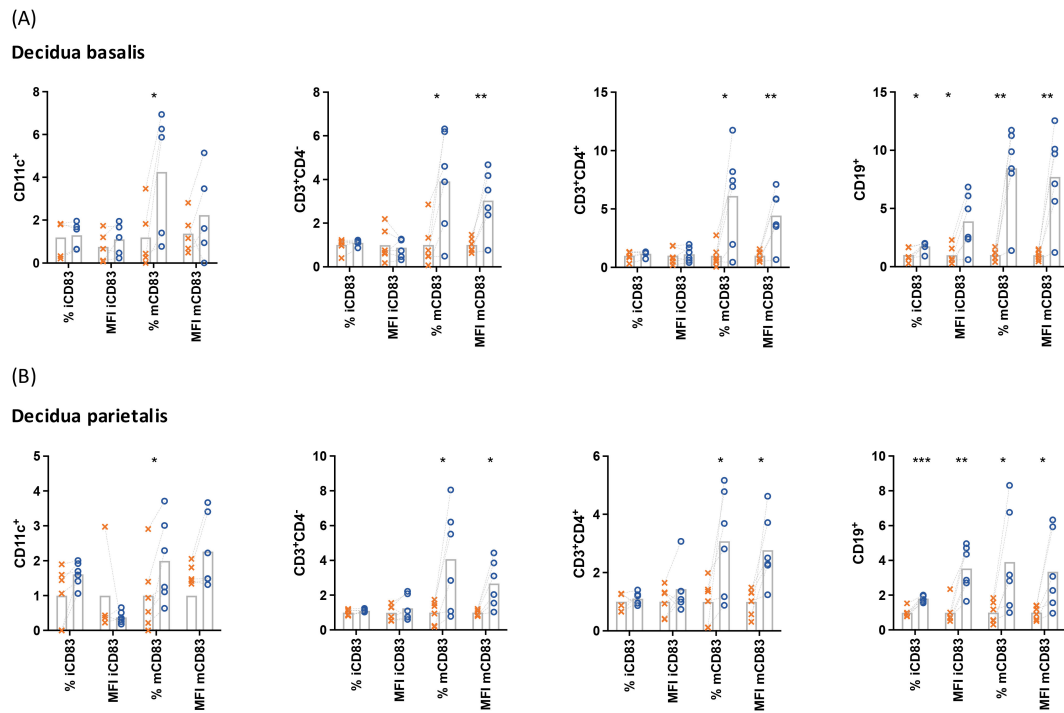 (A)
Decidua basalis
CD11c⁺
8
6
4
2
0
*
% iCD83
MFI iCD83
% mCD83
MFI mCD83
CD3⁺CD4⁻
8
6
4
2
0
* **
% iCD83
MFI iCD83
% mCD83
MFI mCD83
CD3⁺CD4⁺
15
10
5
0
* **
% iCD83
MFI iCD83
% mCD83
MFI mCD83
CD19⁺
15
10
5
0
* * ** **
% iCD83
MFI iCD83
% mCD83
MFI mCD83
(B)
Decidua parietalis
CD11c⁺
5
4
3
2
1
0
*
% iCD83
MFI iCD83
% mCD83
MFI mCD83
CD3⁺CD4⁻
10
8
6
4
2
0
* *
% iCD83
MFI iCD83
% mCD83
MFI mCD83
CD3⁺CD4⁺
6
4
2
0
* *
% iCD83
MFI iCD83
% mCD83
MFI mCD83
CD19⁺
10
8
6
4
2
0
*** ** * *
% iCD83
MFI iCD83
% mCD83
MFI mCD83